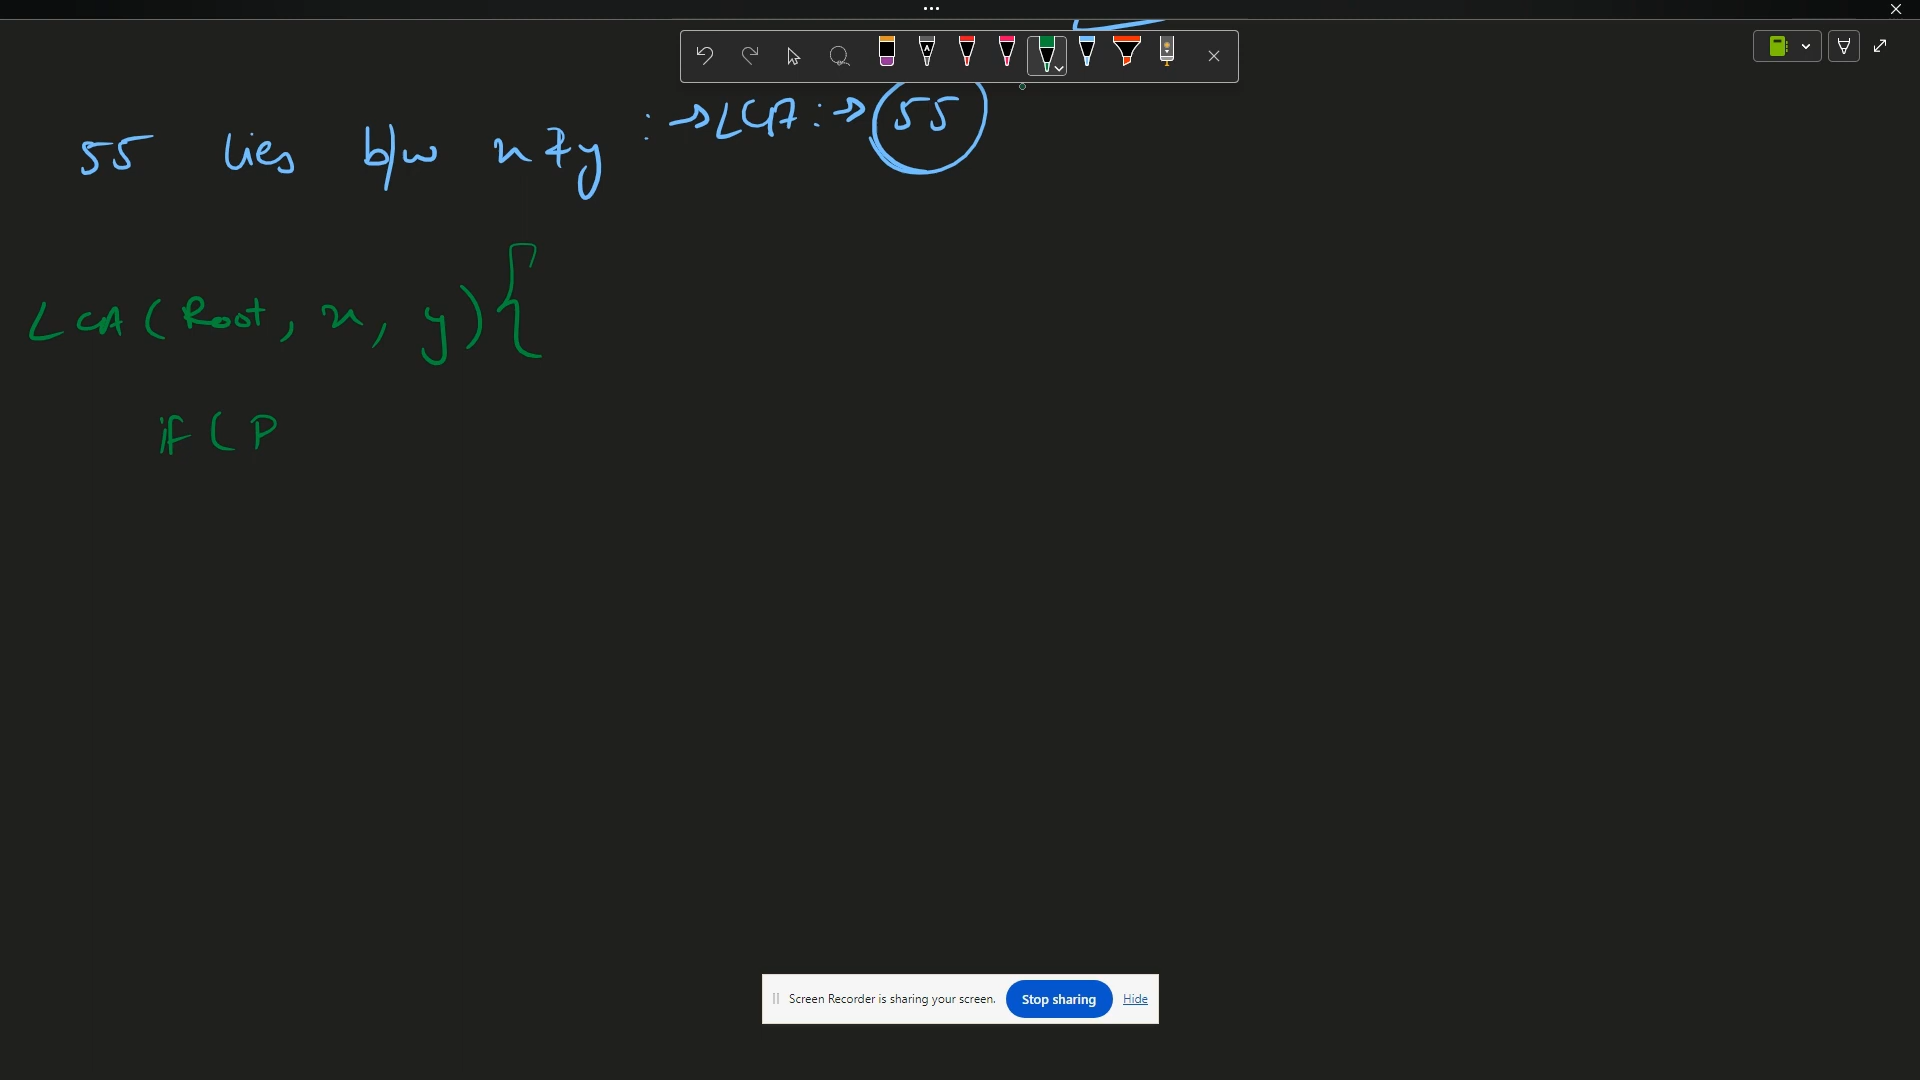 55 lies b/w x & y : → LCA : → 55
LCA (Root, x, y) {
if ( P
Screen Recorder is sharing your screen. Stop sharing Hide